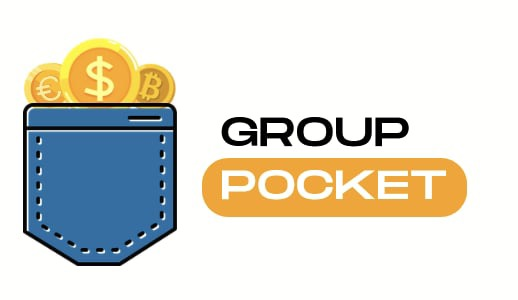 € $ ₿
GROUP
POCKET